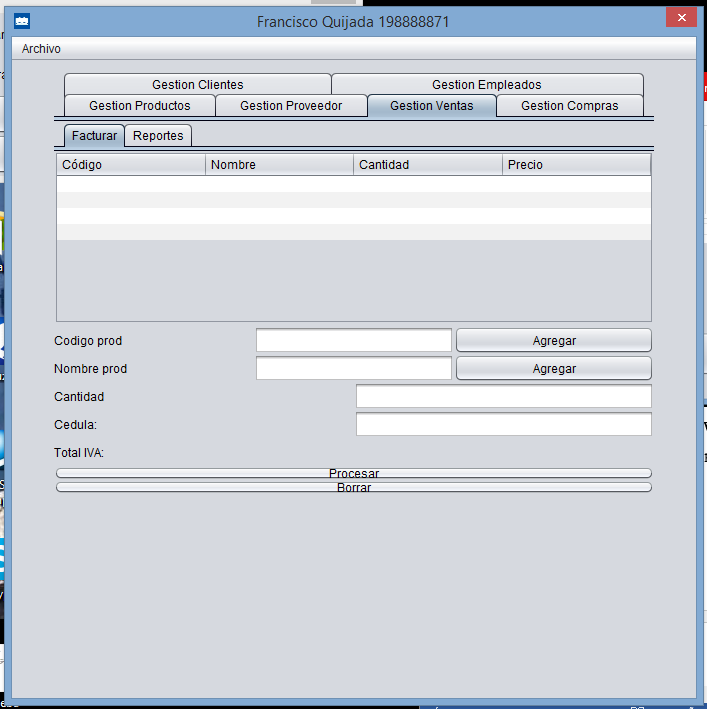 Francisco Quijada 198888871
Archivo
Gestion Clientes Gestion Empleados
Gestion Productos Gestion Proveedor Gestion Ventas Gestion Compras
Facturar Reportes
Código Nombre Cantidad Precio
Codigo prod Agregar
Nombre prod Agregar
Cantidad
Cedula:
Total IVA:
Procesar
Borrar